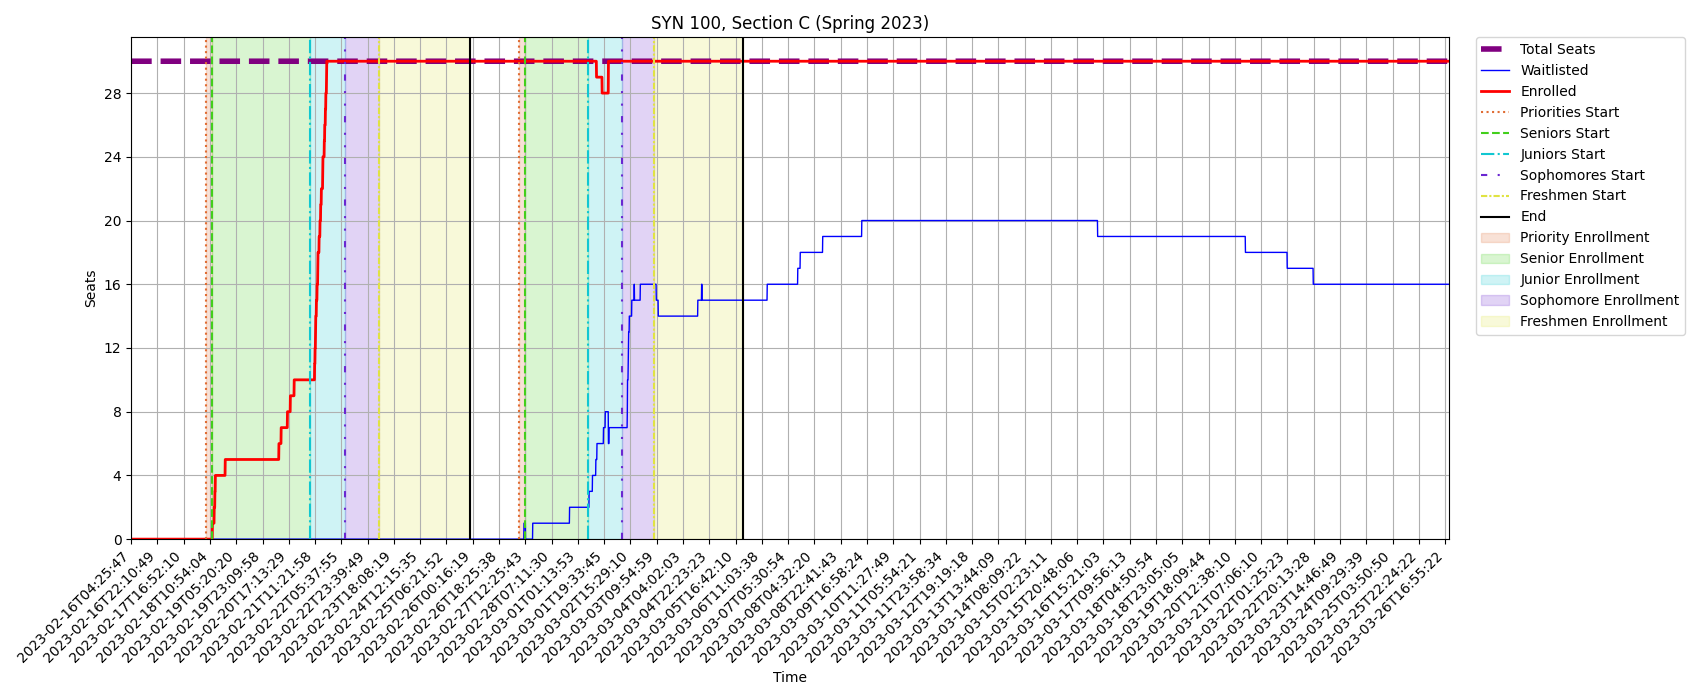 SYN 100, Section C (Spring 2023)
Total Seats
Waitlisted
Enrolled
Priorities Start
Seniors Start
Juniors Start
Sophomores Start
Freshmen Start
End
Priority Enrollment
Senior Enrollment
Junior Enrollment
Sophomore Enrollment
Freshmen Enrollment
Seats
28
24
20
16
12
8
4
0
2023-02-16T04:25:47
2023-02-16T22:10:49
2023-02-17T16:52:10
2023-02-18T10:54:04
2023-02-19T05:20:20
2023-02-19T23:09:58
2023-02-20T17:13:29
2023-02-21T11:21:58
2023-02-22T05:37:55
2023-02-22T23:39:49
2023-02-23T18:08:19
2023-02-24T12:15:35
2023-02-25T06:21:52
2023-02-26T00:16:19
2023-02-26T18:25:38
2023-02-27T12:25:43
2023-02-28T07:11:30
2023-03-01T01:13:53
2023-03-01T19:33:45
2023-03-02T15:29:10
2023-03-03T09:54:59
2023-03-04T04:02:03
2023-03-04T22:23:23
2023-03-05T16:42:10
2023-03-06T11:03:38
2023-03-07T05:30:54
2023-03-08T04:32:20
2023-03-08T22:41:43
2023-03-09T16:58:24
2023-03-10T11:27:49
2023-03-11T05:54:21
2023-03-11T23:58:34
2023-03-12T19:19:18
2023-03-13T13:44:09
2023-03-14T08:09:22
2023-03-15T02:23:11
2023-03-15T20:48:06
2023-03-16T15:21:03
2023-03-17T09:56:13
2023-03-18T04:50:54
2023-03-18T23:05:05
2023-03-19T18:09:44
2023-03-20T12:38:10
2023-03-21T07:06:10
2023-03-22T01:25:23
2023-03-22T20:13:28
2023-03-23T14:46:49
2023-03-24T09:29:39
2023-03-25T03:50:50
2023-03-25T22:24:22
2023-03-26T16:55:22
Time